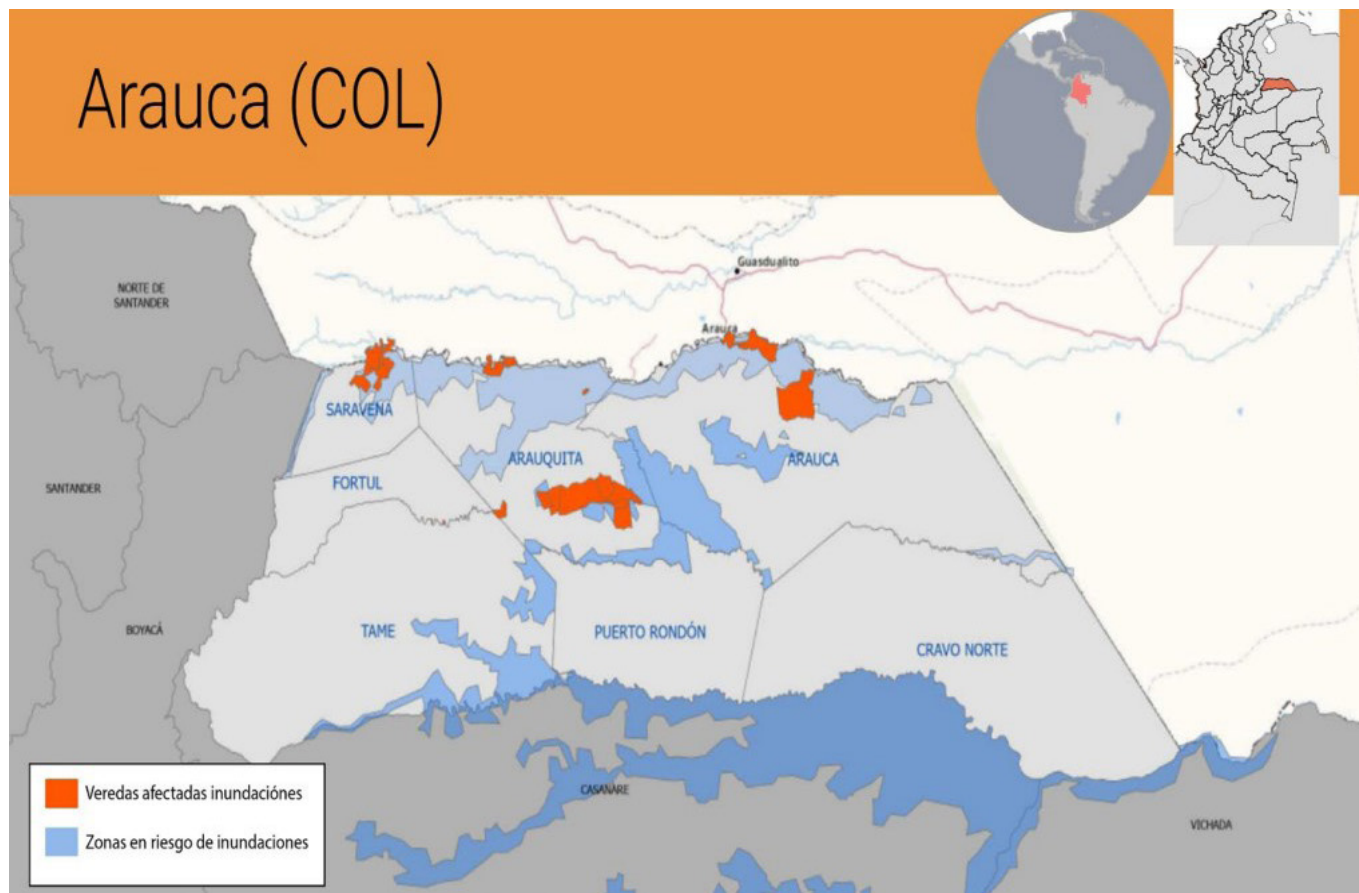 Arauca (COL)
Guasdualito
NORTE DE
SANTANDER
Arauca
SARAVENA
ARAUQUITA
ARAUCA
FORTUL
SANTANDER
BOYACÁ
TAME
PUERTO RONDÓN
CRAVO NORTE
Veredas afectadas inundaciónes
CASANARE
Zonas en riesgo de inundaciones
VICHADA